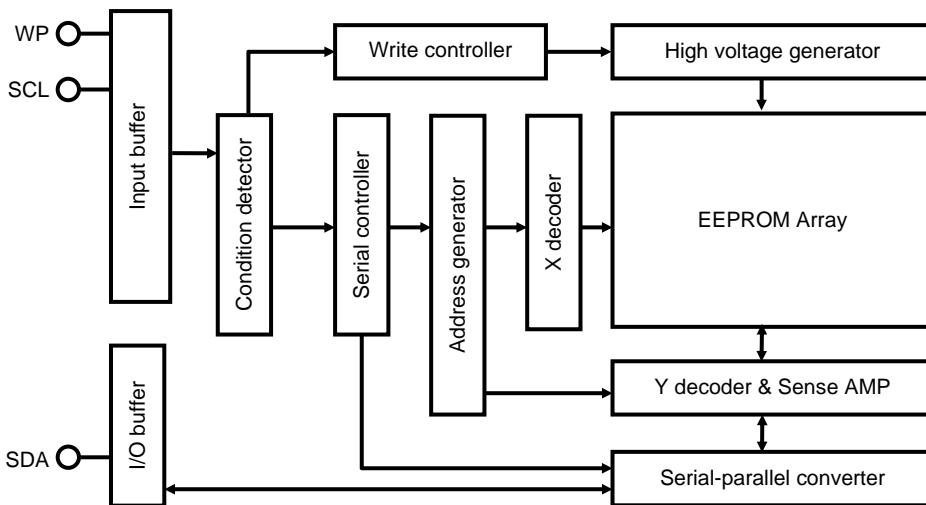 WP
SCL
SDA
Input buffer
I/O buffer
Condition detector
Write controller
High voltage generator
Serial controller
Address generator
X decoder
EEPROM Array
Y decoder & Sense AMP
Serial-parallel converter